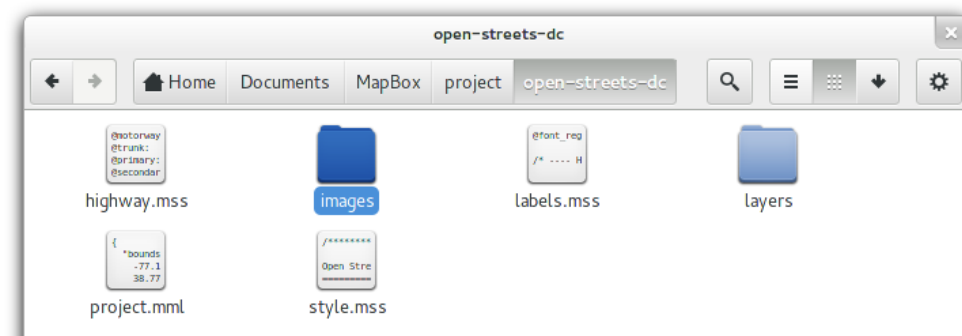 open-streets-dc
Home Documents MapBox project open-streets-dc
@motorway
@trunk:
@primary:
@secondar
highway.mss
images
@font_reg
/* ---- H
labels.mss
layers
{
"bounds
-77.1
38.77
project.mml
/********
Open Stre
=========
style.mss